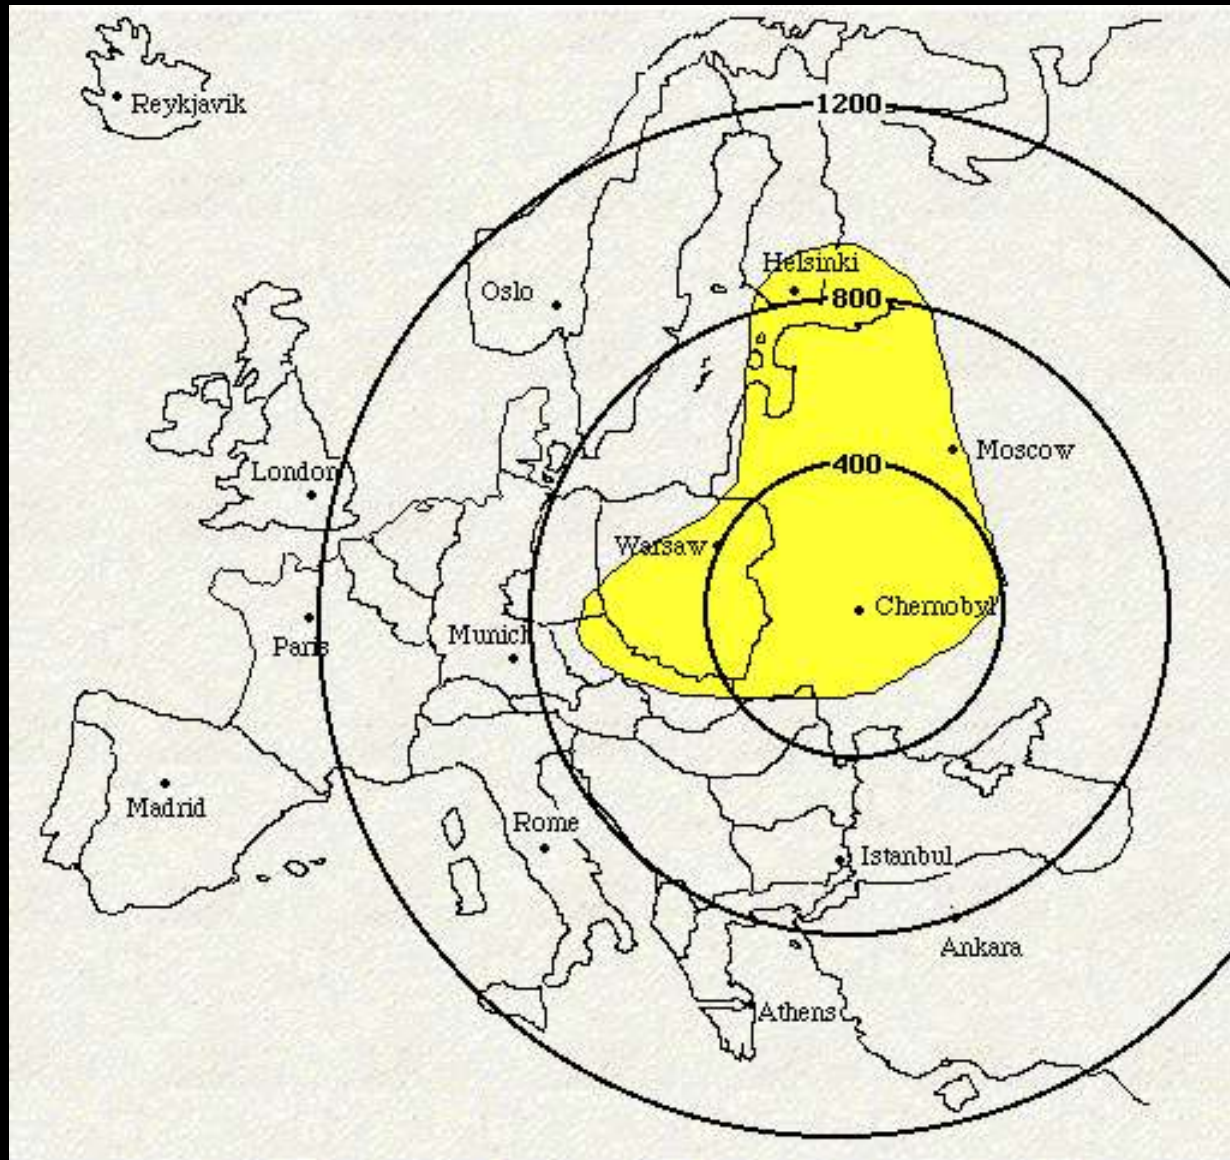 1200
Reykjavik
Helsinki
Oslo
800
Moscow
400
London
Warsaw
Chernobyl
Munich
Paris
Madrid
Rome
Istanbul
Ankara
Athens